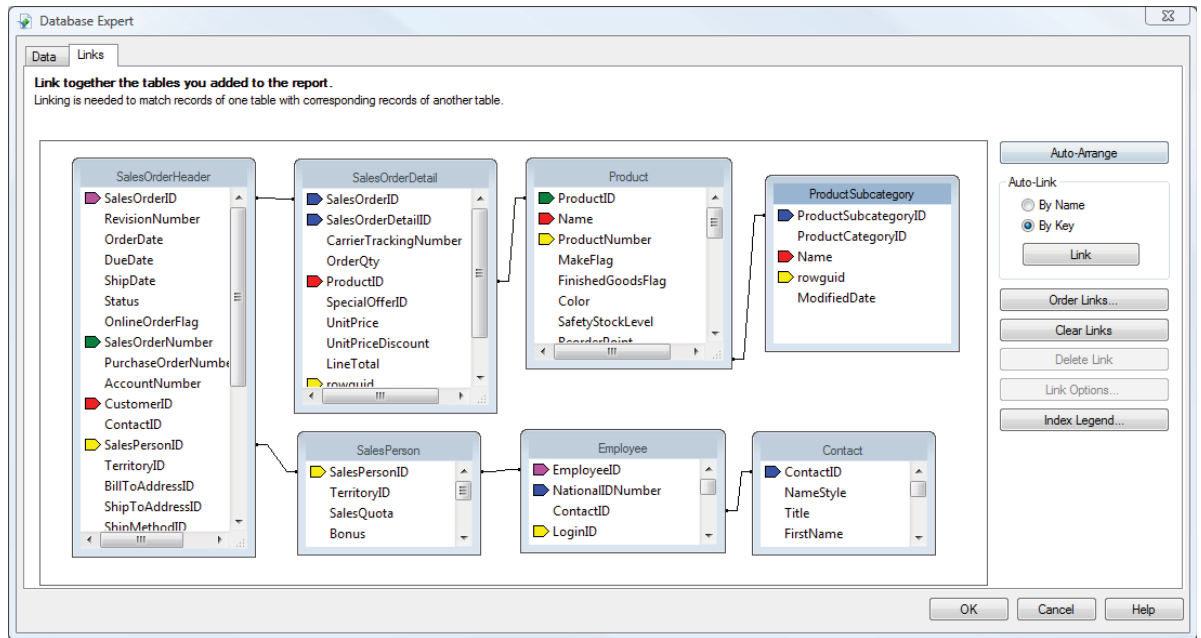 Database Expert
Data
Links
Link together the tables you added to the report.
Linking is needed to match records of one table with corresponding records of another table.
SalesOrderHeader
SalesOrderID
RevisionNumber
OrderDate
DueDate
ShipDate
Status
OnlineOrderFlag
SalesOrderNumber
PurchaseOrderNumbe
AccountNumber
CustomerID
ContactID
SalesPersonID
TerritoryID
BillToAddressID
ShipToAddressID
ShipMethodID
SalesOrderDetail
SalesOrderID
SalesOrderDetailID
CarrierTrackingNumber
OrderQty
ProductID
SpecialOfferID
UnitPrice
UnitPriceDiscount
LineTotal
rowguid
Product
ProductID
Name
ProductNumber
MakeFlag
FinishedGoodsFlag
Color
SafetyStockLevel
ReorderPoint
ProductSubcategory
ProductSubcategoryID
ProductCategoryID
Name
rowguid
ModifiedDate
SalesPerson
SalesPersonID
TerritoryID
SalesQuota
Bonus
Employee
EmployeeID
NationalIDNumber
ContactID
LoginID
Contact
ContactID
NameStyle
Title
FirstName
Auto-Arrange
Auto-Link
By Name
By Key
Link
Order Links...
Clear Links
Delete Link
Link Options...
Index Legend...
OK
Cancel
Help